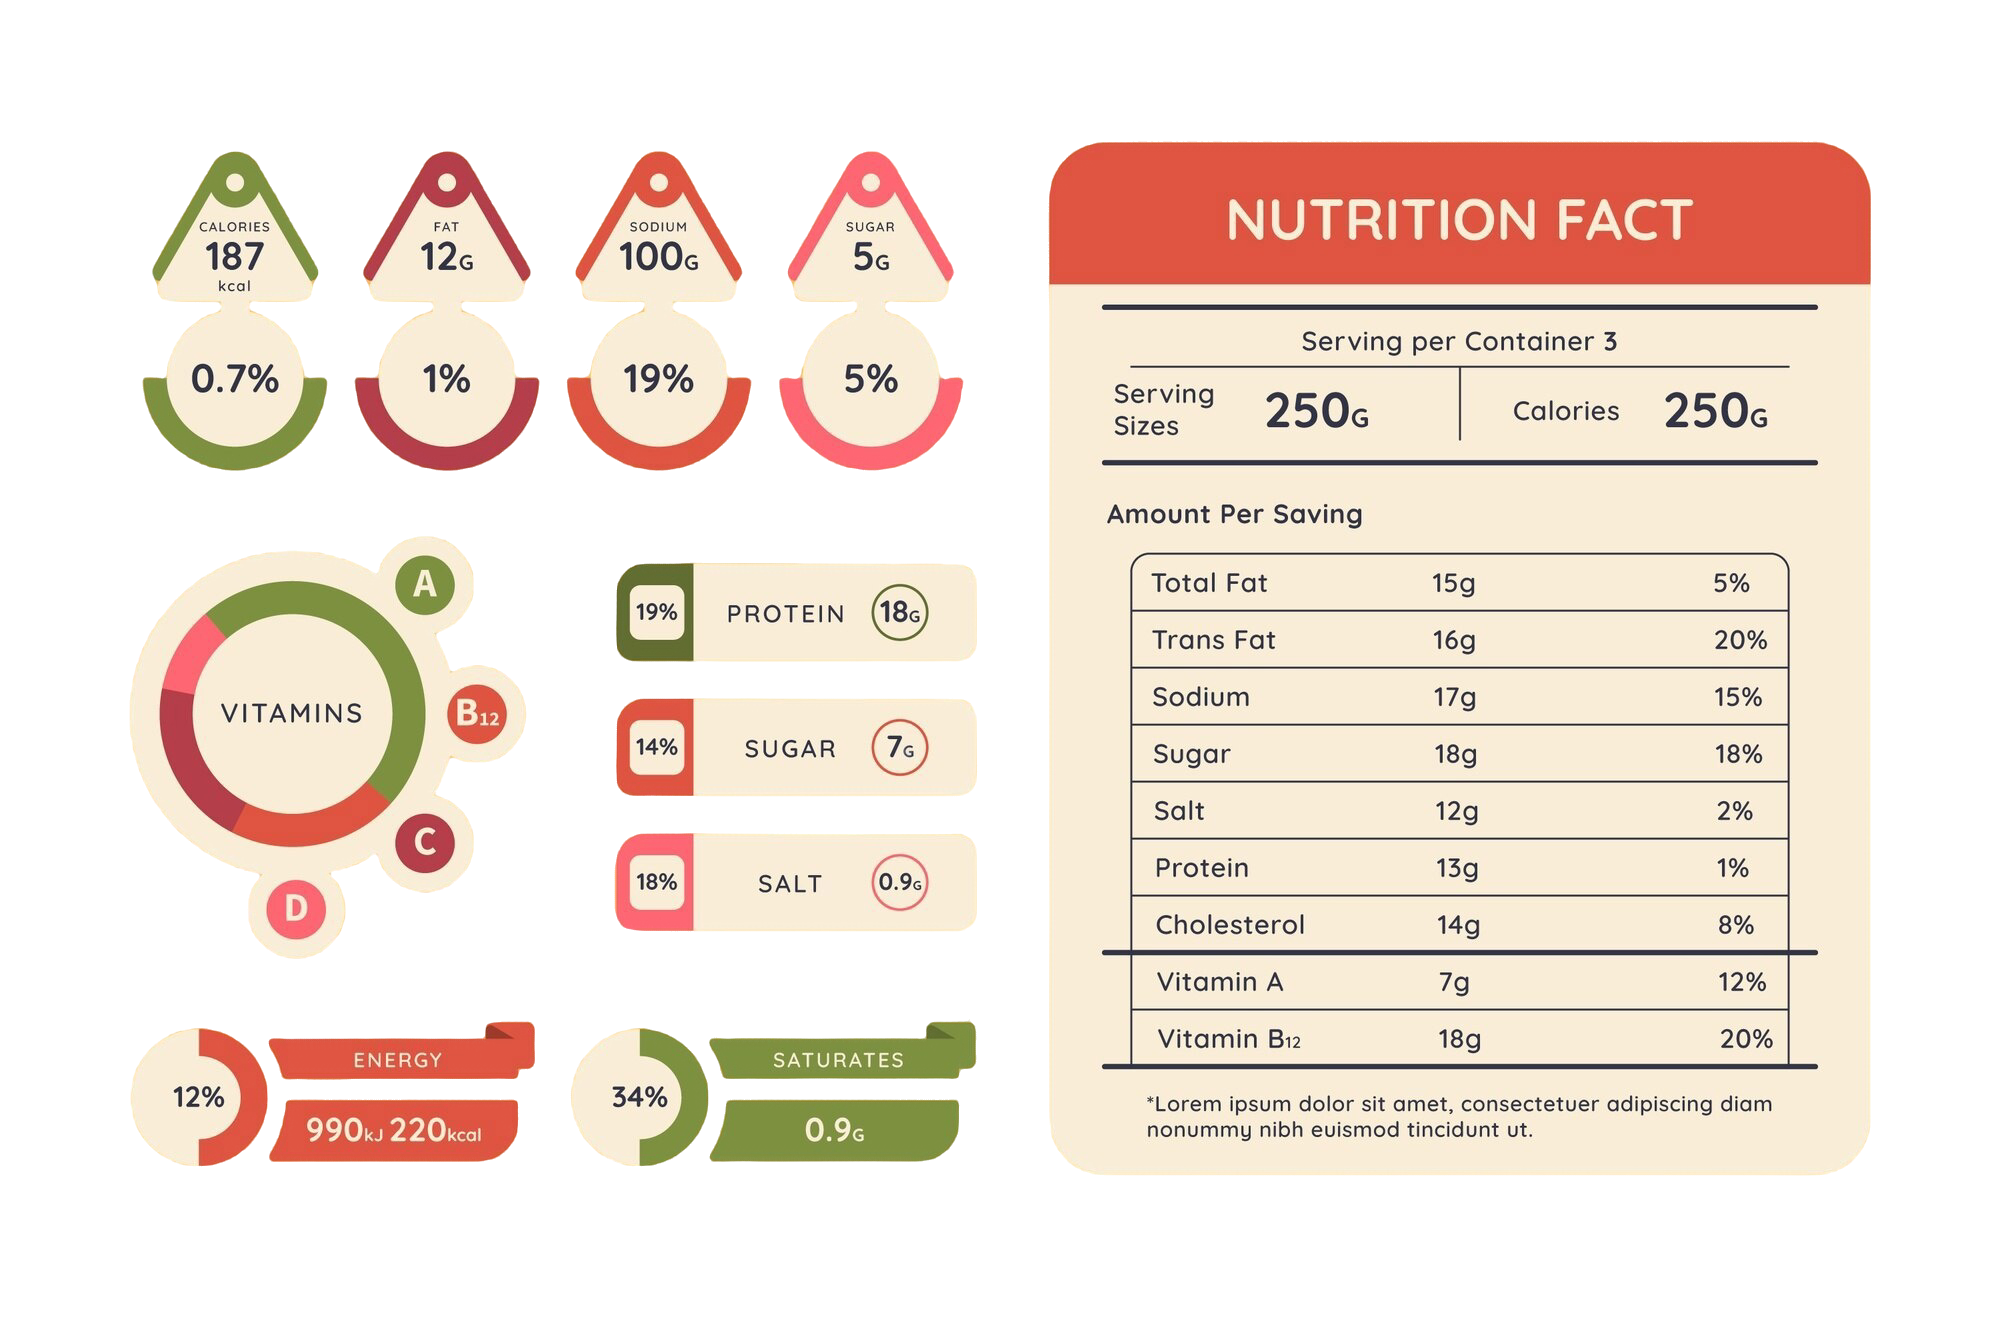 CALORIES
187
kcal
0.7%
FAT
12G
1%
SODIUM
100G
19%
SUGAR
5G
5%
VITAMINS
A
B12
C
D
19% PROTEIN 18G
14% SUGAR 7G
18% SALT 0.9G
12%
ENERGY
990kJ 220kcal
34%
SATURATES
0.9G
NUTRITION FACT
Serving per Container 3
Serving
Sizes
250G
Calories 250G
Amount Per Saving
Total Fat 15g 5%
Trans Fat 16g 20%
Sodium 17g 15%
Sugar 18g 18%
Salt 12g 2%
Protein 13g 1%
Cholesterol 14g 8%
Vitamin A 7g 12%
Vitamin B12 18g 20%
*Lorem ipsum dolor sit amet, consectetuer adipiscing diam
nonummy nibh euismod tincidunt ut.